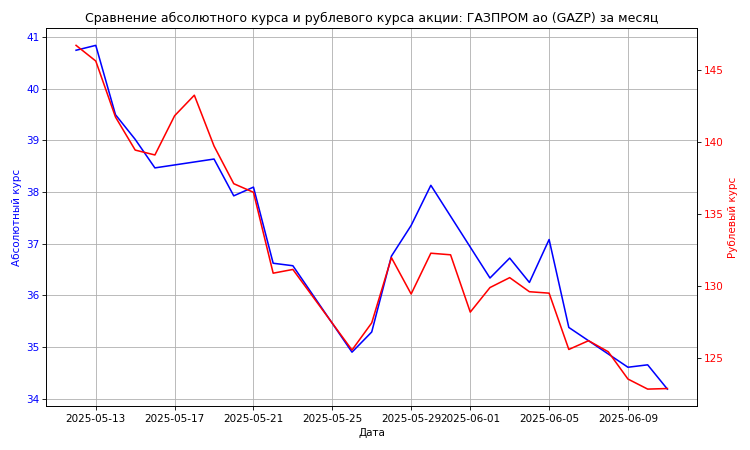 Сравнение абсолютного курса и рублевого курса акции: ГАЗПРОМ ао (GAZP) за месяц
Абсолютный курс
41
40
39
38
37
36
35
34
145
140
135
130
125
Рублевый курс
2025-05-13 2025-05-17 2025-05-21 2025-05-25 2025-05-29 2025-06-01 2025-06-05 2025-06-09
Дата